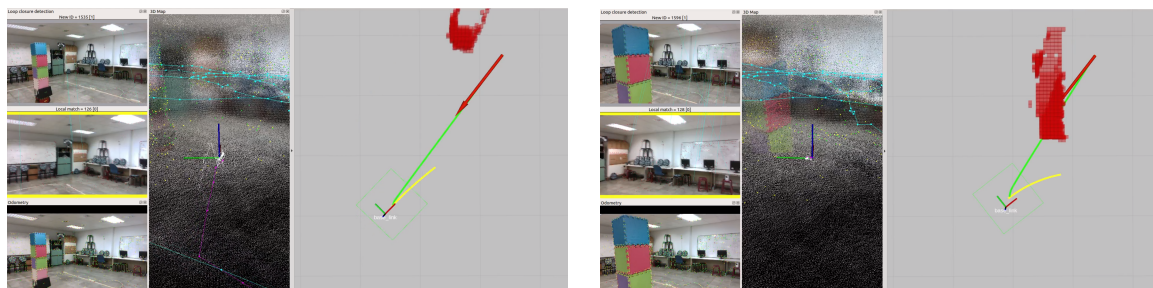 Loop closure detection
New ID = 1535 [1]
3D Map
Local match = 126 [0]
Odometry
base_link
Loop closure detection
New ID = 1596 [1]
3D Map
Local match = 128 [0]
Odometry